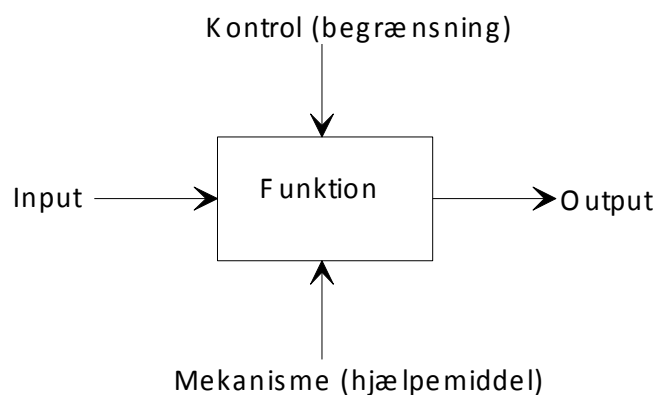 Kontrol (begrænsning)
Funktion
Input
Output
Mekanisme (hjælpemiddel)